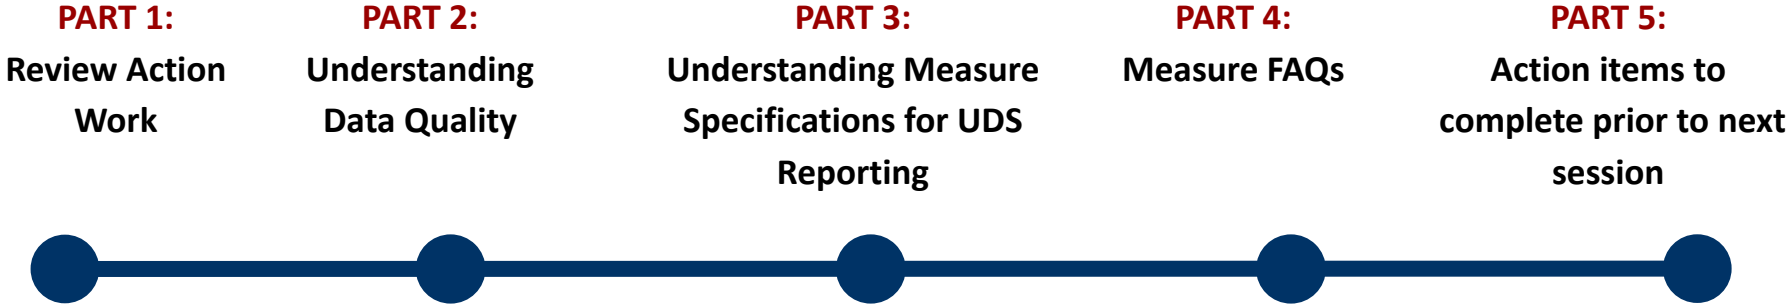 PART 1:
Review Action
Work
PART 2:
Understanding
Data Quality
PART 3:
Understanding Measure
Specifications for UDS
Reporting
PART 4:
Measure FAQs
PART 5:
Action items to
complete prior to next
session